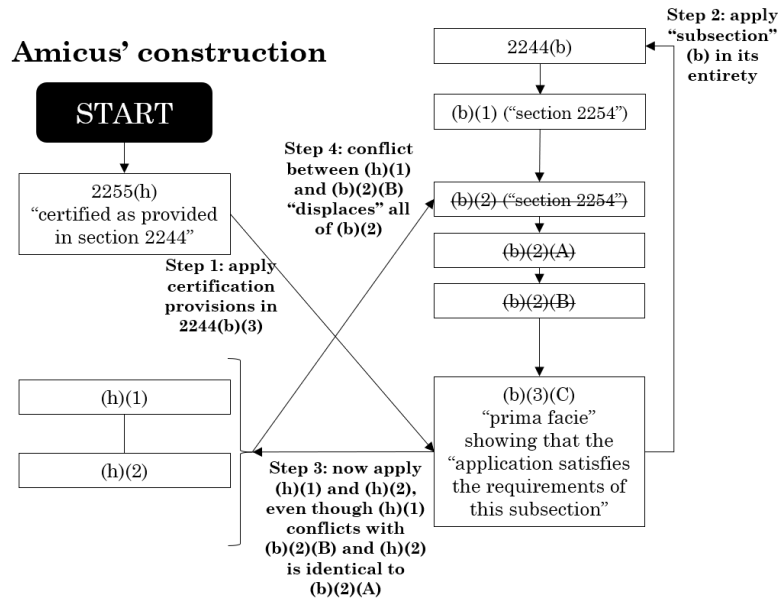 Amicus’ construction
START
2255(h)
“certified as provided
in section 2244”
Step 1: apply
certification
provisions in
2244(b)(3)
(h)(1)
(h)(2)
Step 4: conflict
between (h)(1)
and (b)(2)(B)
“displaces” all
of (b)(2)
Step 3: now apply
(h)(1) and (h)(2),
even though (h)(1)
conflicts with
(b)(2)(B) and (h)(2)
is identical to
(b)(2)(A)
2244(b)
(b)(1) (“section 2254”)
(b)(2) (“section 2254”)
(b)(2)(A)
(b)(2)(B)
(b)(3)(C)
“prima facie”
showing that the
“application satisfies
the requirements of
this subsection”
Step 2: apply
“subsection”
(b) in its
entirety